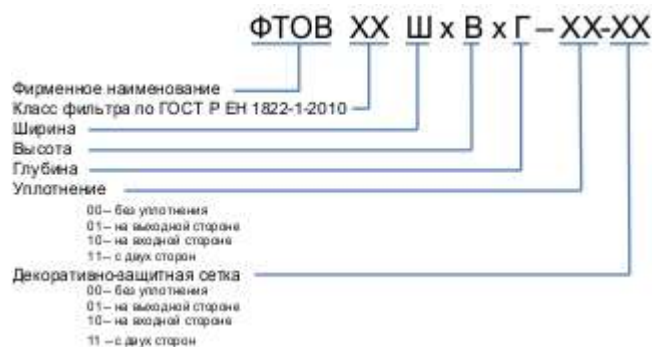 ФТОВ XX Ш х В х Г – XX-XX
Фирменное наименование
Класс фильтра по ГОСТ Р ЕН 1822-1-2010
Ширина
Высота
Глубина
Уплотнение
00– без уплотнения
01– на выходной стороне
10– на входной стороне
11– с двух сторон
Декоративно-защитная сетка
00– без уплотнения
01– на выходной стороне
10– на входной стороне
11 –с двух сторон